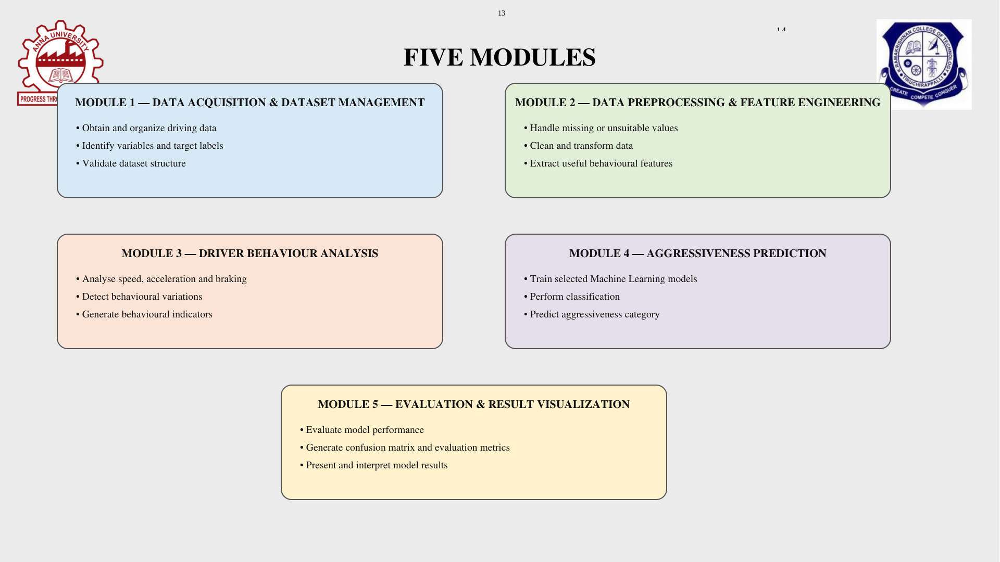 13
14
ANNA UNIVERSITY
PROGRESS THR
K.RAMAKRISHNAN COLLEGE OF TECHNOLOGY
TIRUCHIRAPPALLI
CREATE COMPETE CONQUER
FIVE MODULES
MODULE 1 — DATA ACQUISITION & DATASET MANAGEMENT
• Obtain and organize driving data
• Identify variables and target labels
• Validate dataset structure
MODULE 2 — DATA PREPROCESSING & FEATURE ENGINEERING
• Handle missing or unsuitable values
• Clean and transform data
• Extract useful behavioural features
MODULE 3 — DRIVER BEHAVIOUR ANALYSIS
• Analyse speed, acceleration and braking
• Detect behavioural variations
• Generate behavioural indicators
MODULE 4 — AGGRESSIVENESS PREDICTION
• Train selected Machine Learning models
• Perform classification
• Predict aggressiveness category
MODULE 5 — EVALUATION & RESULT VISUALIZATION
• Evaluate model performance
• Generate confusion matrix and evaluation metrics
• Present and interpret model results